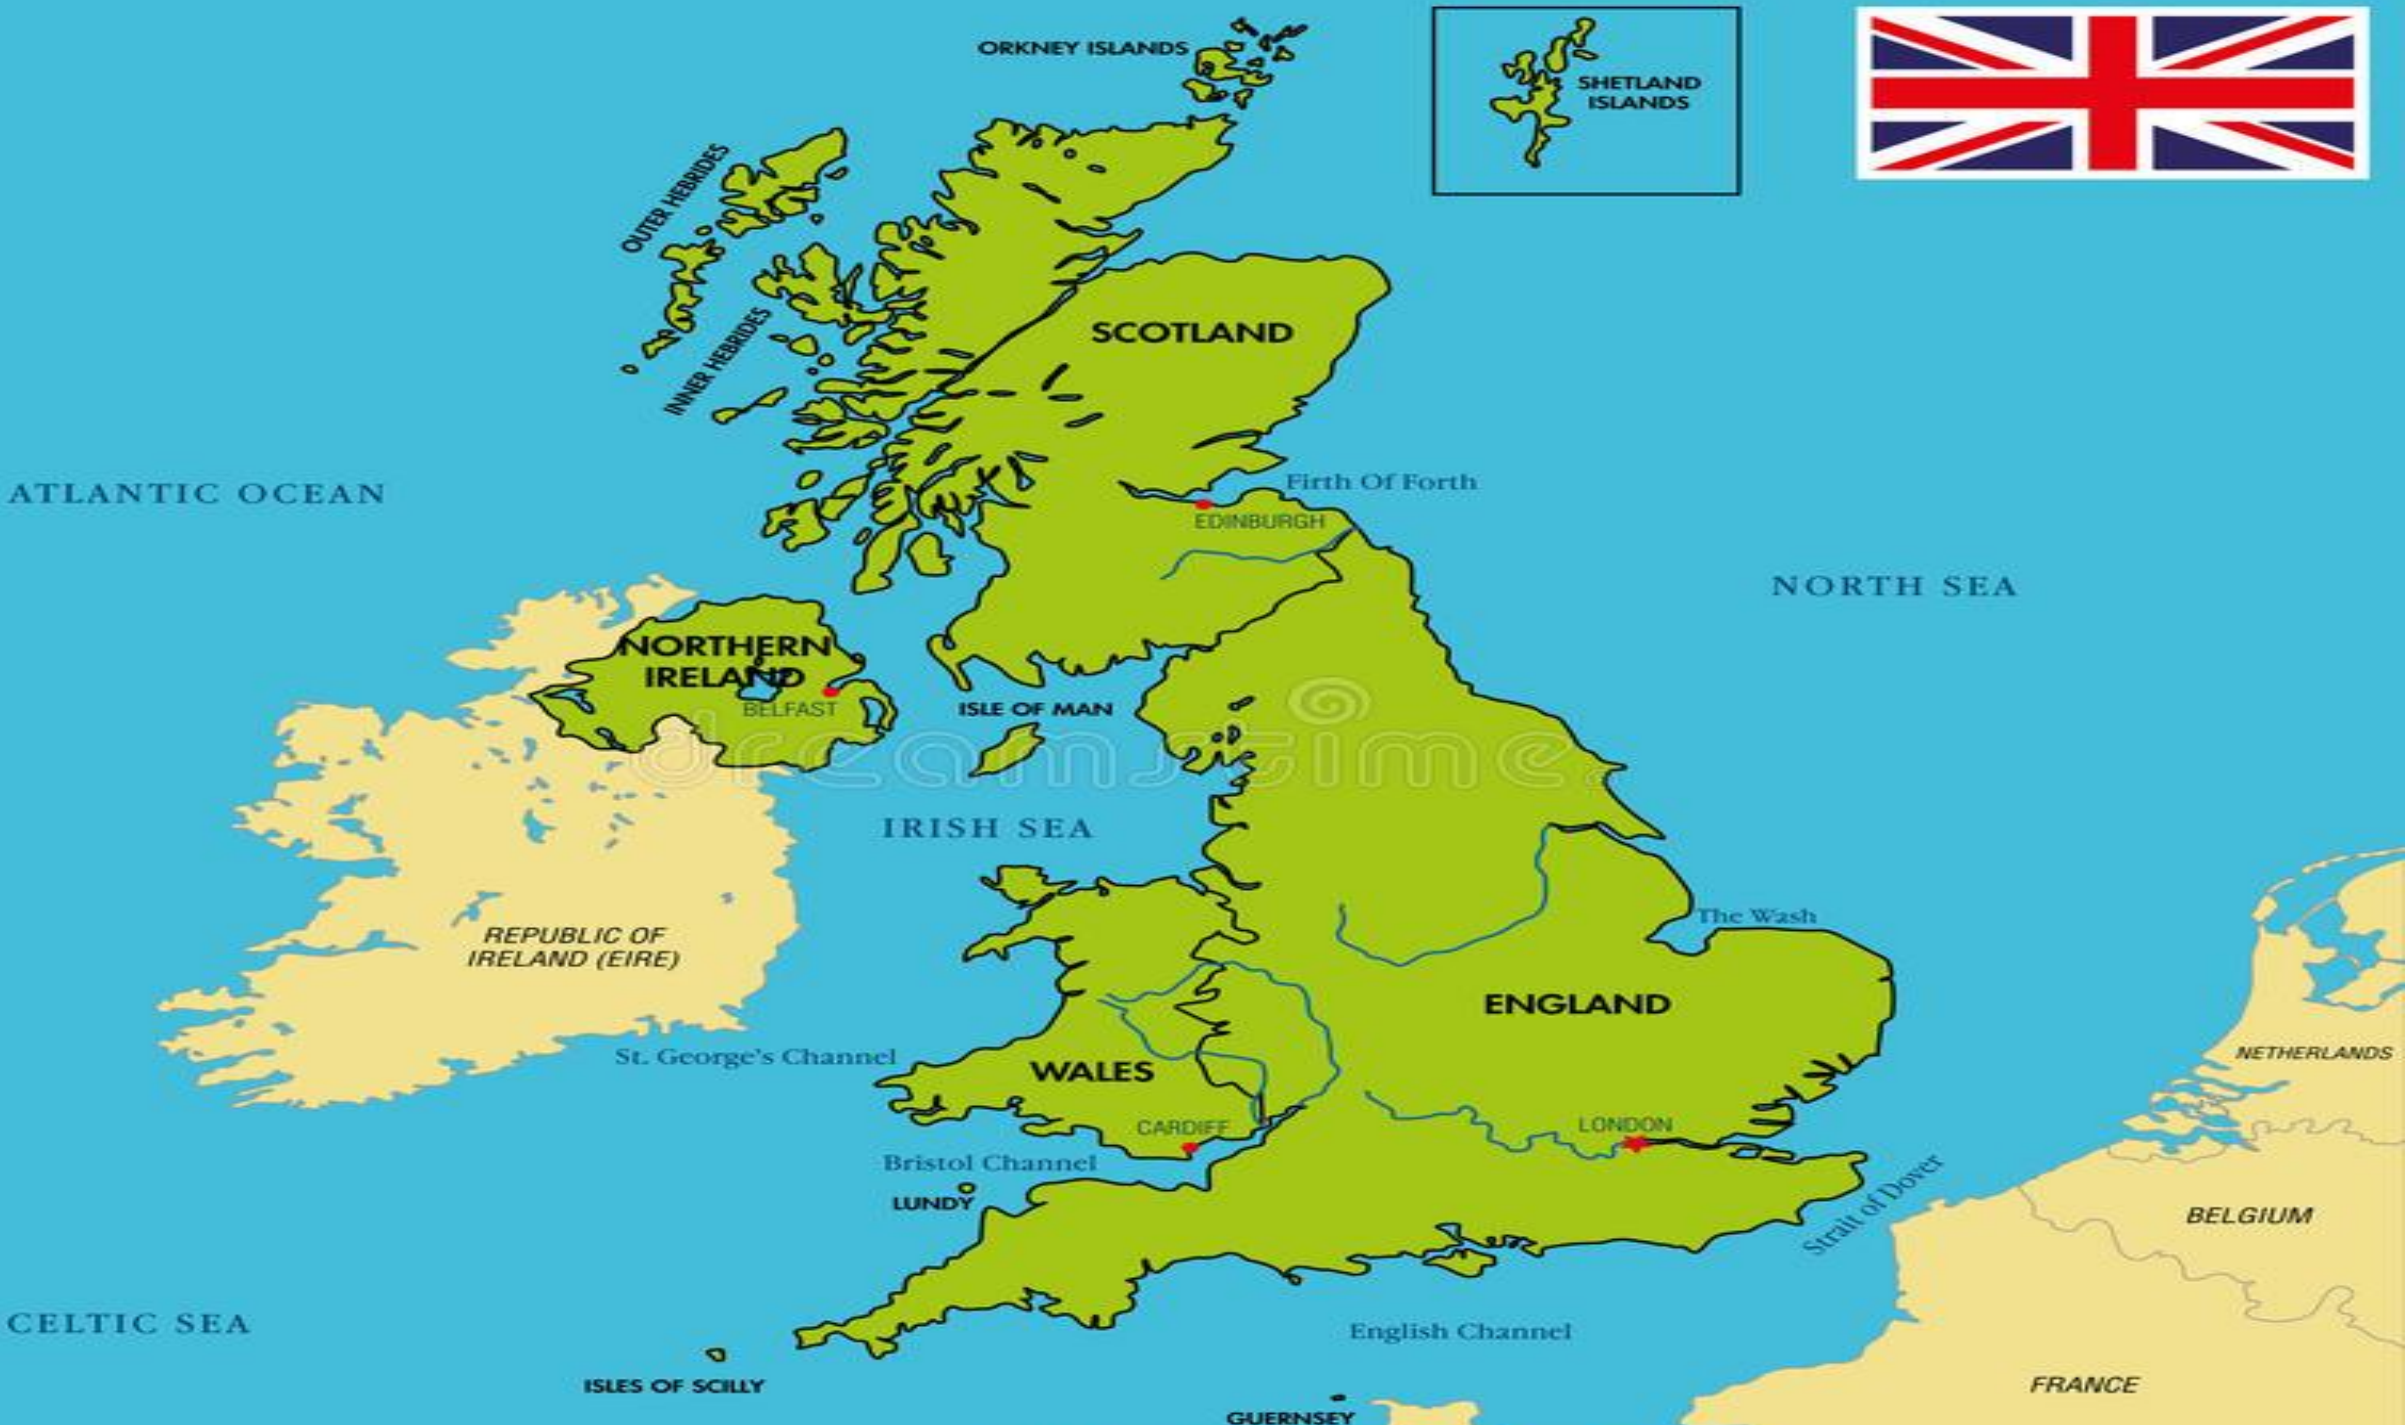 ORKNEY ISLANDS
SHETLAND
ISLANDS
OUTER HEBRIDES
INNER HEBRIDES
SCOTLAND
ATLANTIC OCEAN
Firth Of Forth
EDINBURGH
NORTH SEA
NORTHERN
IRELAND
BELFAST
ISLE OF MAN
dreamstime
IRISH SEA
REPUBLIC OF
IRELAND (EIRE)
The Wash
ENGLAND
NETHERLANDS
St. George's Channel
WALES
CARDIFF
LONDON
Bristol Channel
LUNDY
Strait of Dover
BELGIUM
CELTIC SEA
English Channel
ISLES OF SCILLY
FRANCE
GUERNSEY